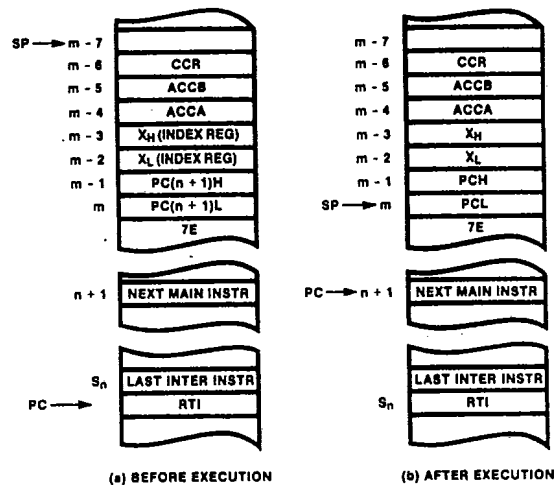 SP → m - 7
m - 6 CCR
m - 5 ACCB
m - 4 ACCA
m - 3 XH (INDEX REG)
m - 2 XL (INDEX REG)
m - 1 PC(n + 1)H
m PC(n + 1)L
7E
n + 1 NEXT MAIN INSTR
Sn LAST INTER INSTR
PC → RTI
(a) BEFORE EXECUTION
m - 7
m - 6 CCR
m - 5 ACCB
m - 4 ACCA
m - 3 XH
m - 2 XL
m - 1 PCH
SP → m PCL
7E
PC → n + 1 NEXT MAIN INSTR
LAST INTER INSTR
Sn RTI
(b) AFTER EXECUTION